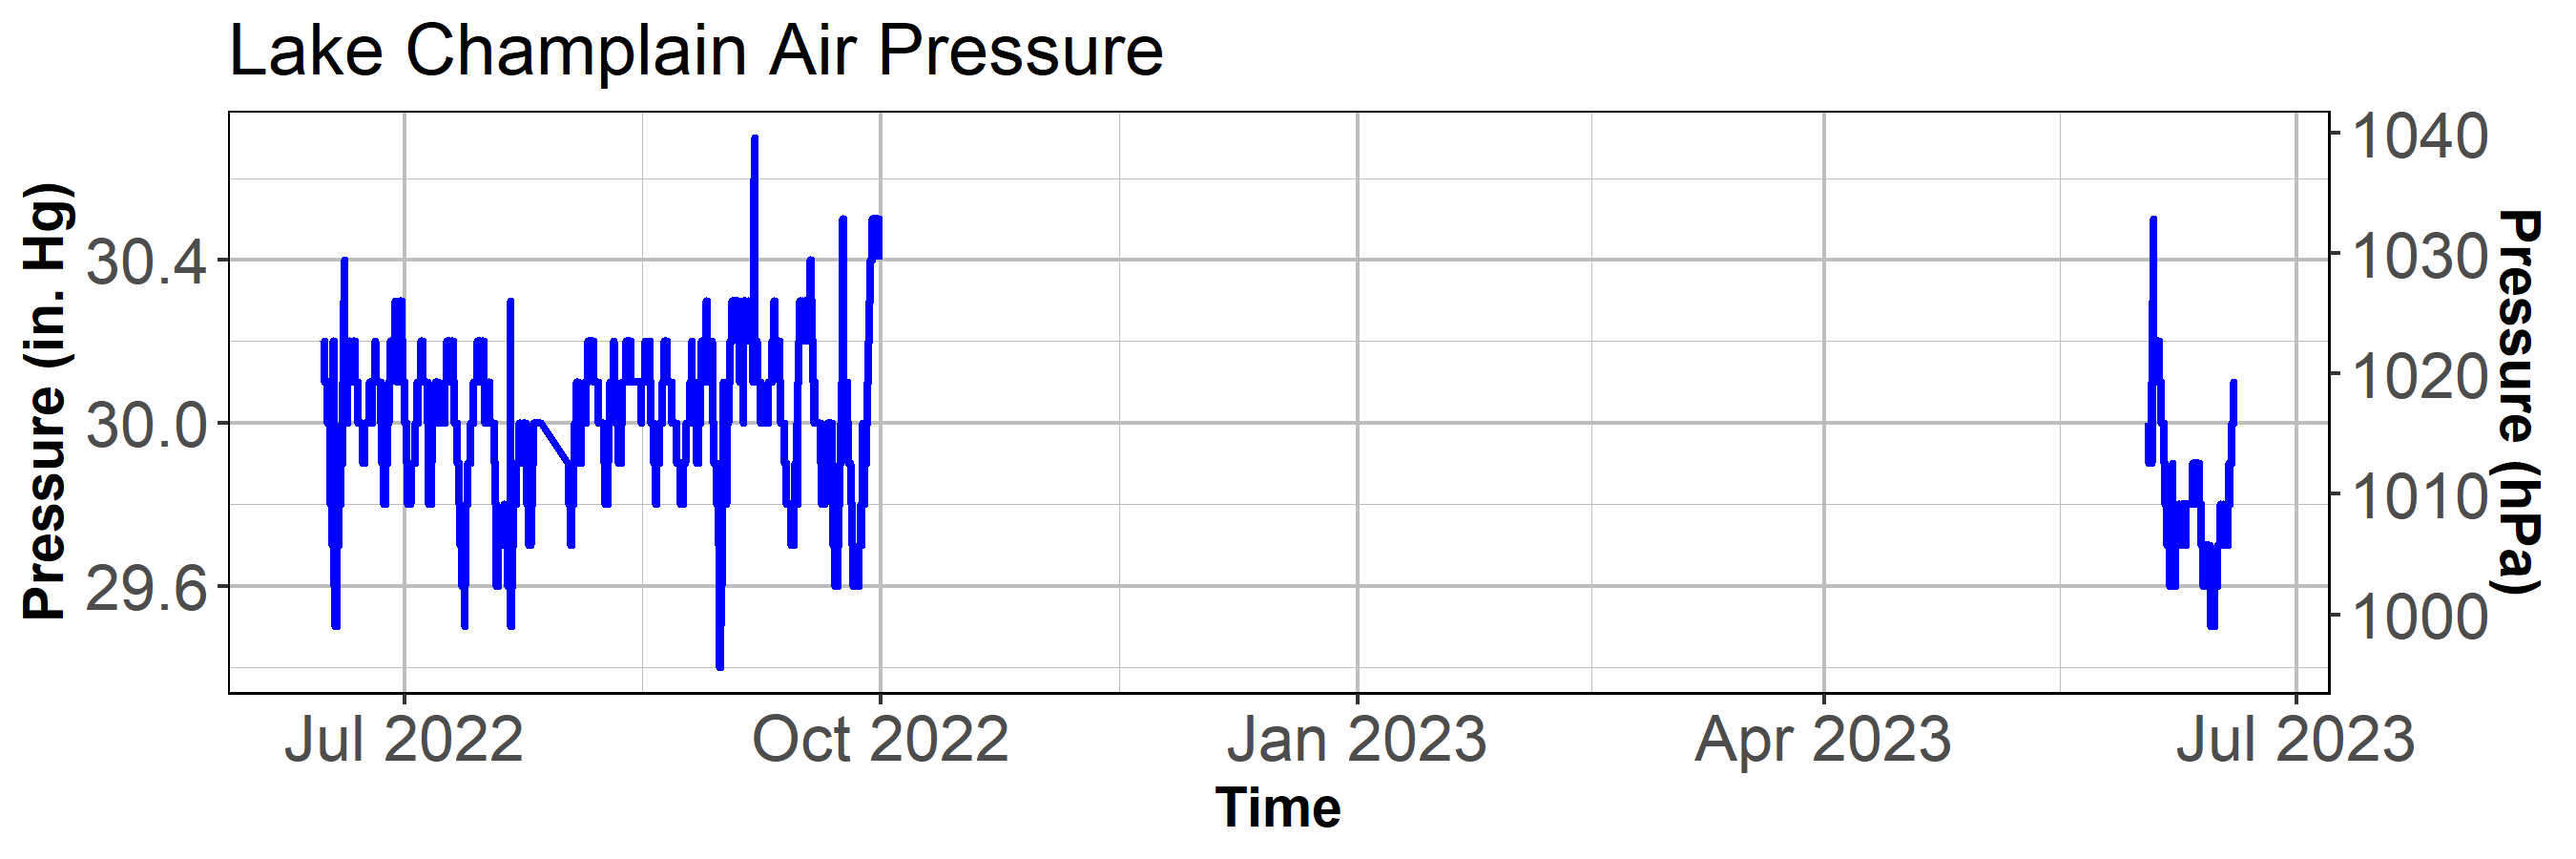 Lake Champlain Air Pressure
Pressure (in. Hg)
30.4
30.0
29.6
1040
1030
1020
1010
1000
Pressure (hPa)
Jul 2022
Oct 2022
Jan 2023
Apr 2023
Jul 2023
Time